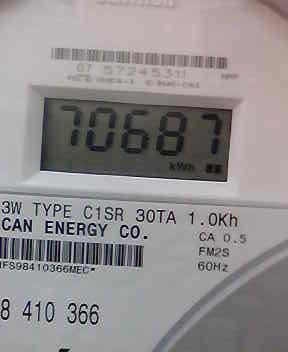 07 57245311
70687
kWh
3W TYPE C1SR 30TA 1.0Kh
CAN ENERGY CO.
CA 0.5
FM2S
60Hz
IFS98410366MEC*
8 410 366